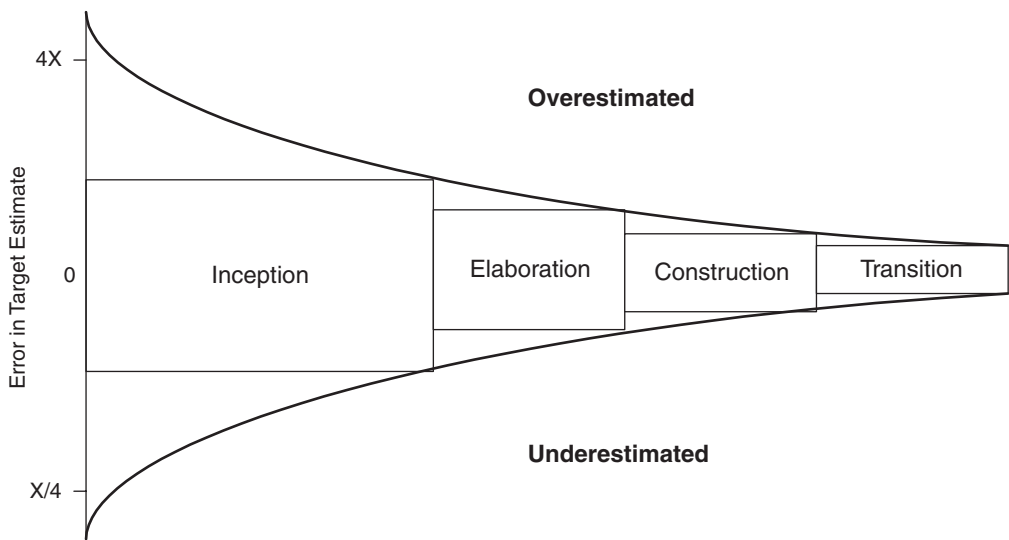 4X
Overestimated
Error in Target Estimate
0
Inception
Elaboration
Construction
Transition
Underestimated
X/4